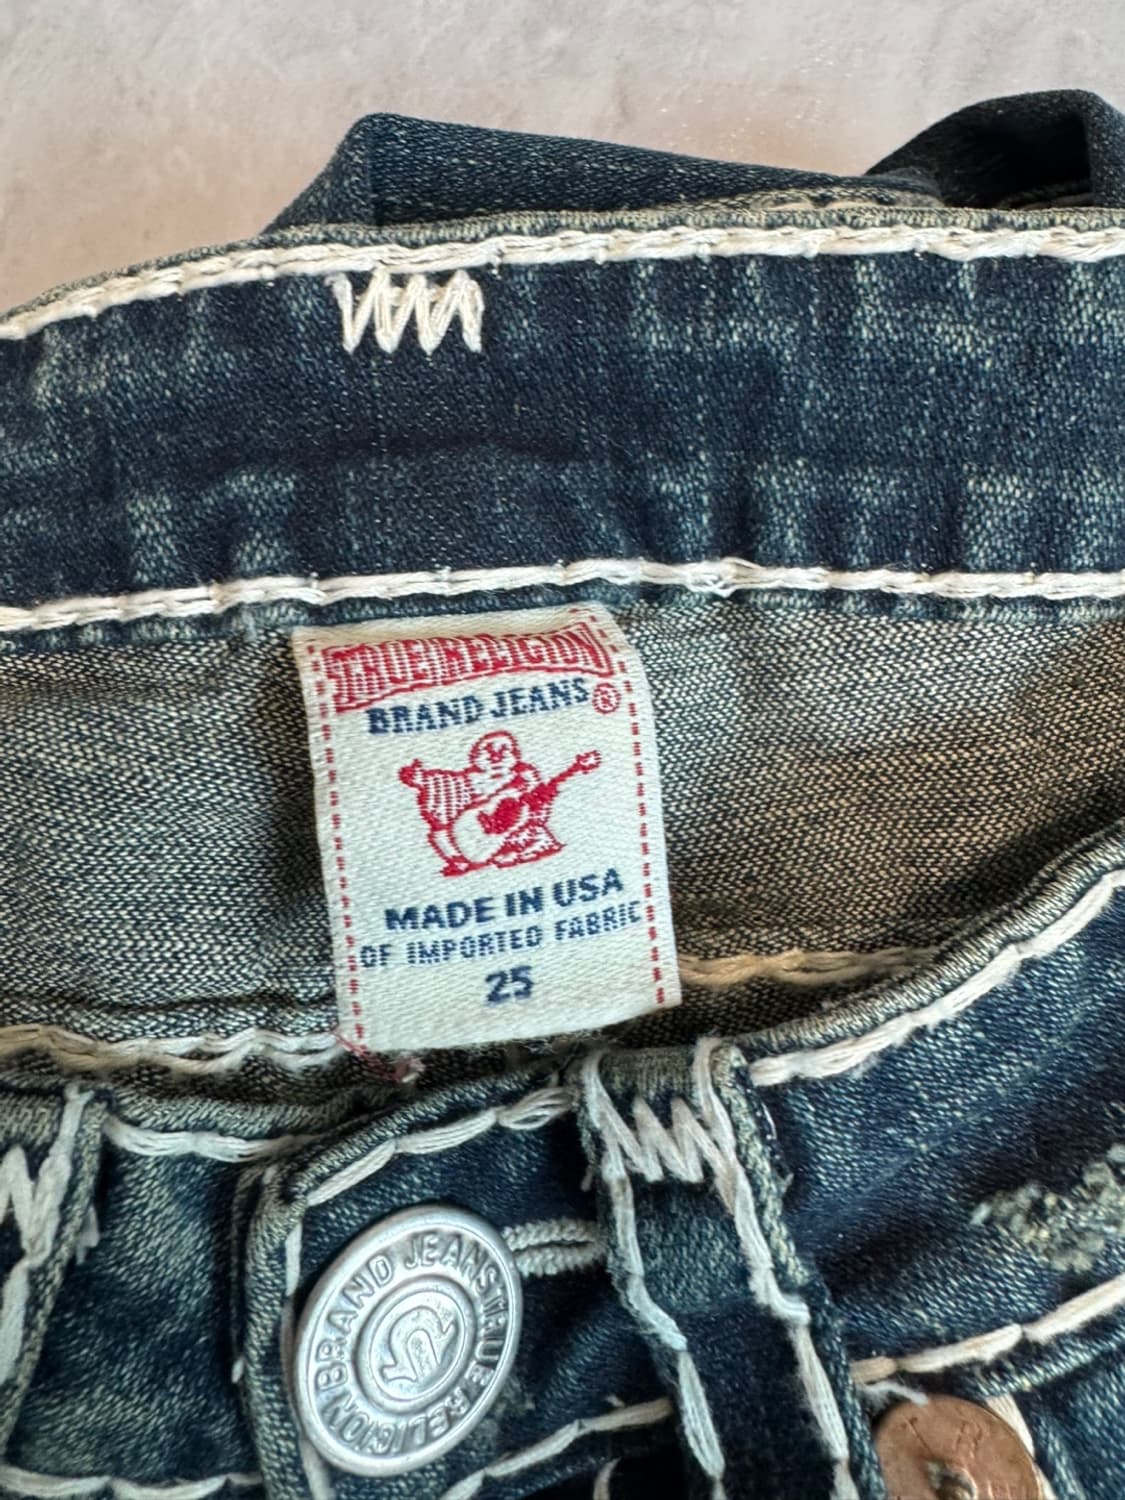 TRUE RELIGION
BRAND JEANS®
MADE IN USA
OF IMPORTED FABRIC
25
TRUE RELIGION BRAND JEANS